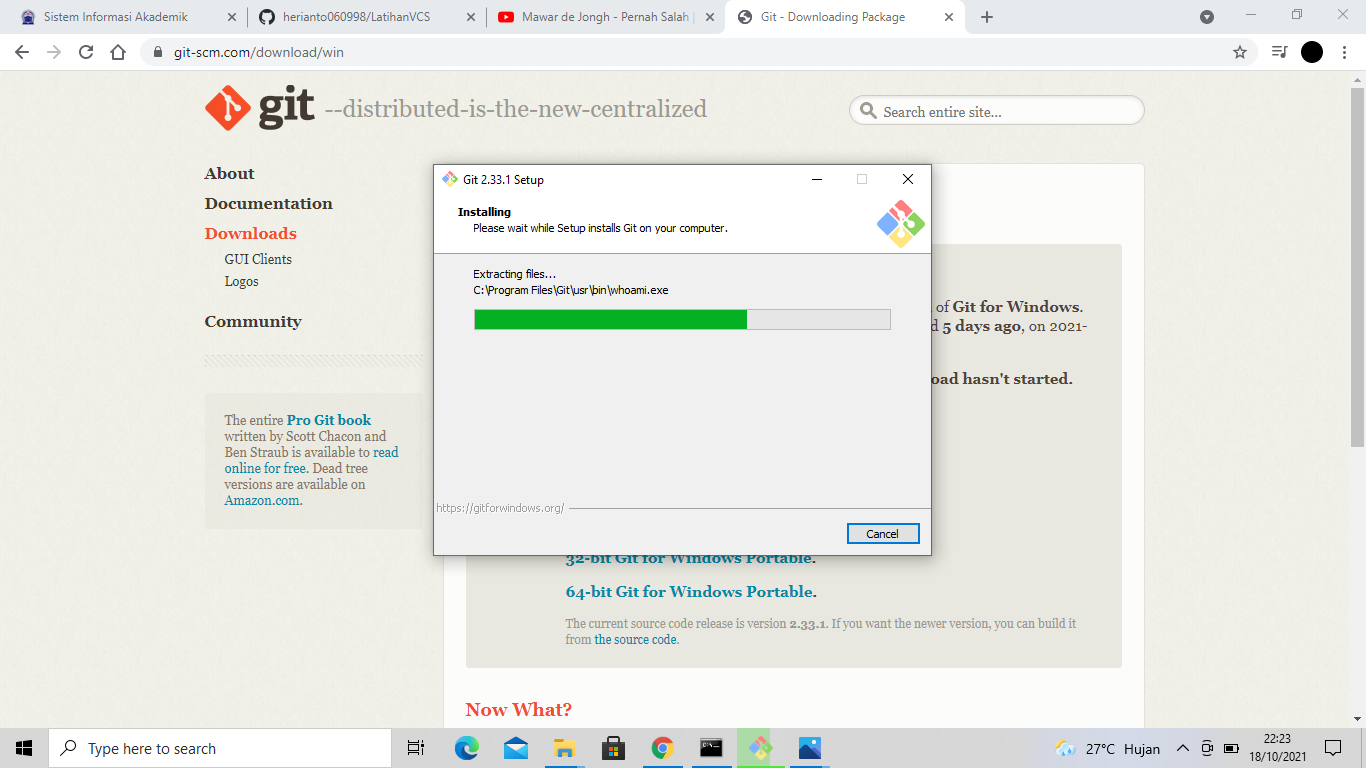 Sistem Informasi Akademik
herianto060998/LatihanVCS
Mawar de Jongh - Pernah Salah |
Git - Downloading Package
git-scm.com/download/win
git --distributed-is-the-new-centralized
Search entire site...
About
Documentation
Downloads
GUI Clients
Logos
Community
The entire Pro Git book
written by Scott Chacon and
Ben Straub is available to read
online for free. Dead tree
versions are available on
Amazon.com.
Git 2.33.1 Setup
Installing
Please wait while Setup installs Git on your computer.
Extracting files...
C:\Program Files\Git\usr\bin\whoami.exe
https://gitforwindows.org/
Cancel
of Git for Windows.
d 5 days ago, on 2021-
oad hasn't started.
32-bit Git for Windows Portable.
64-bit Git for Windows Portable.
The current source code release is version 2.33.1. If you want the newer version, you can build it
from the source code.
Now What?
Type here to search
27°C Hujan
22:23
18/10/2021